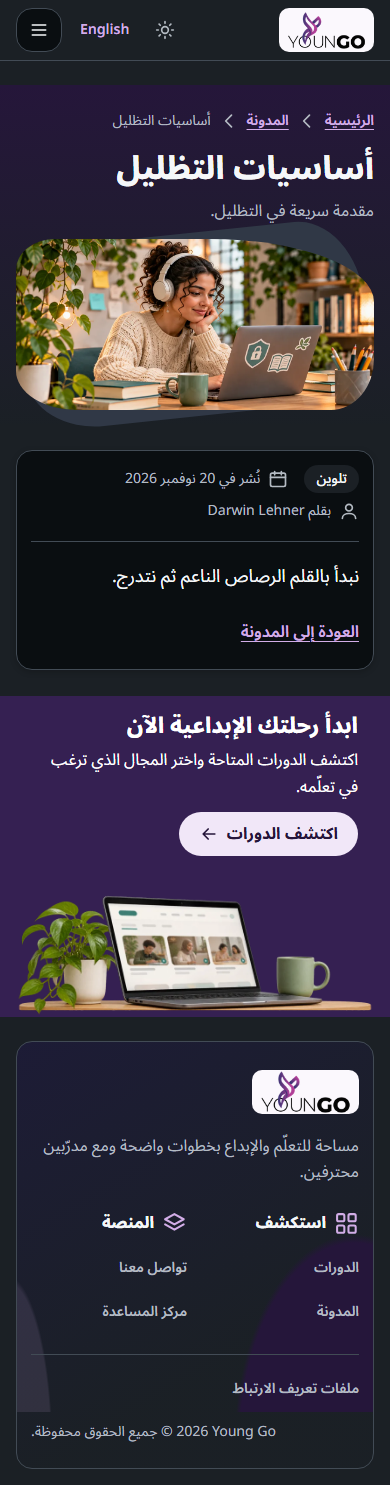 YOUNGO
English
الرئيسية
المدونة
أساسيات التظليل
أساسيات التظليل
مقدمة سريعة في التظليل.
تلوين
نُشر في 20 نوفمبر 2026
بقلم Darwin Lehner
نبدأ بالقلم الرصاص الناعم ثم نتدرج.
العودة إلى المدونة
ابدأ رحلتك الإبداعية الآن
اكتشف الدورات المتاحة واختر المجال الذي ترغب
في تعلّمه.
اكتشف الدورات
YOUNGO
مساحة للتعلّم والإبداع بخطوات واضحة ومع مدرّبين
محترفين.
استكشف
الدورات
المدونة
المنصة
تواصل معنا
مركز المساعدة
ملفات تعريف الارتباط
© 2026 Young Go جميع الحقوق محفوظة.